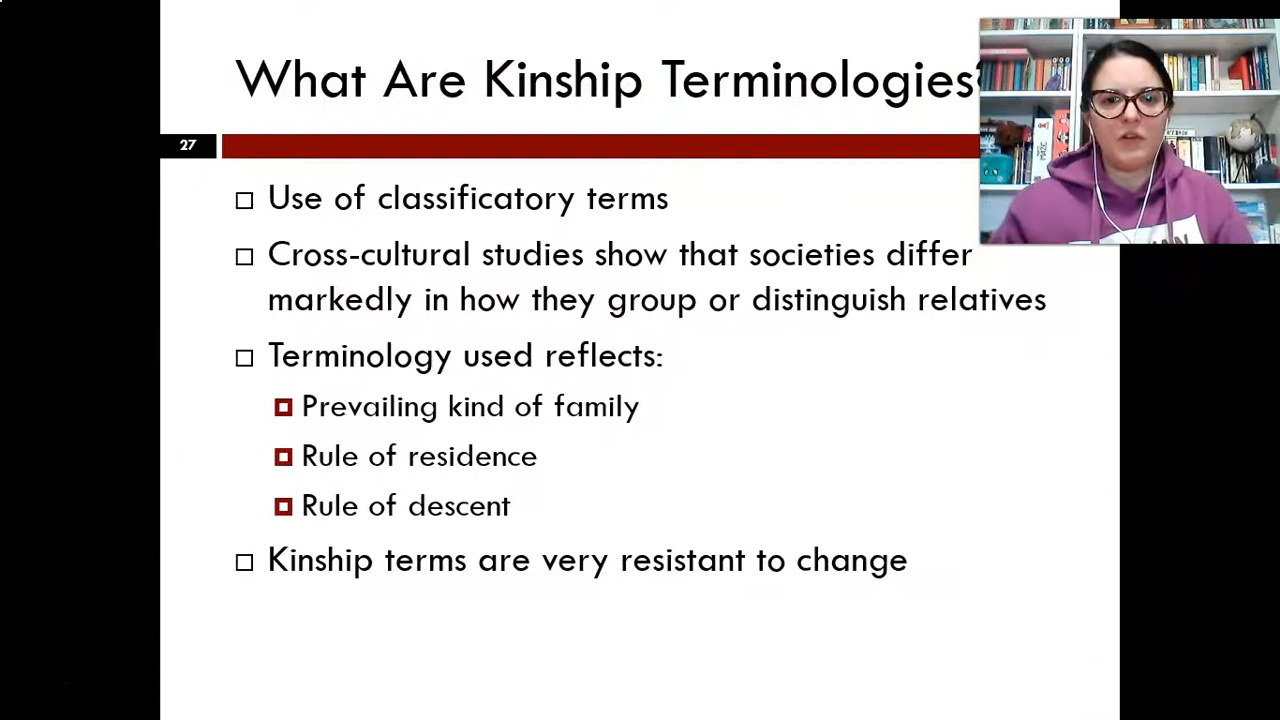 What Are Kinship Terminologies?
27
Use of classificatory terms
Cross-cultural studies show that societies differ
markedly in how they group or distinguish relatives
Terminology used reflects:
Prevailing kind of family
Rule of residence
Rule of descent
Kinship terms are very resistant to change
MAZE